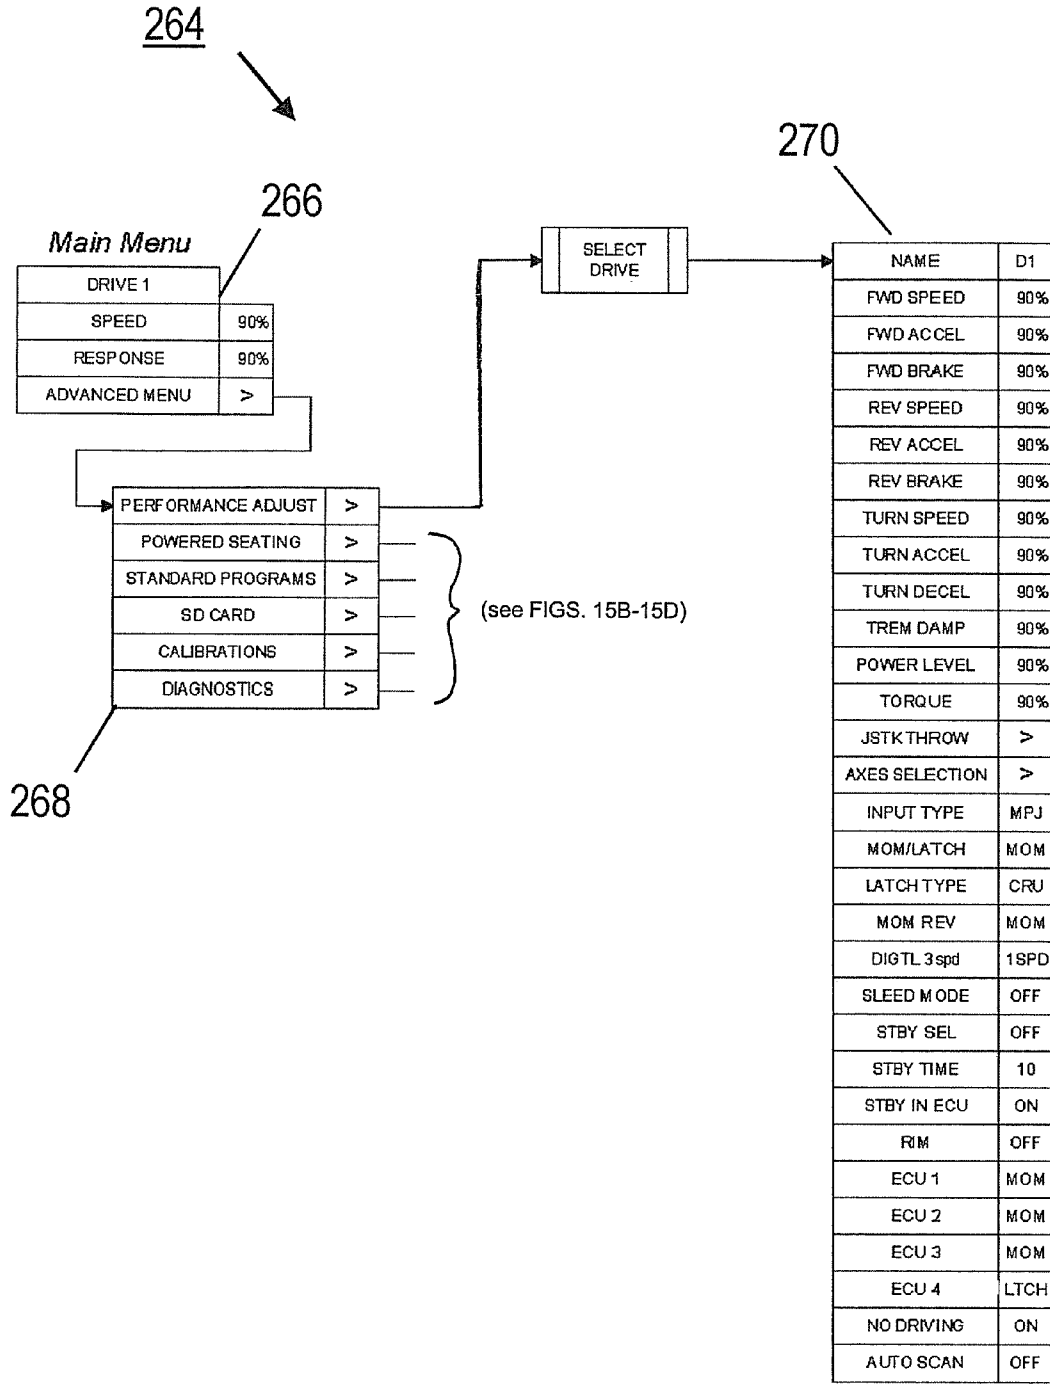 264
270
266
Main Menu
DRIVE 1
SPEED 90%
RESPONSE 90%
ADVANCED MENU >
SELECT
DRIVE
PERFORMANCE ADJUST >
POWERED SEATING >
STANDARD PROGRAMS >
SD CARD >
CALIBRATIONS >
DIAGNOSTICS >
(see FIGS. 15B-15D)
268
NAME D1
FWD SPEED 90%
FWD ACCEL 90%
FWD BRAKE 90%
REV SPEED 90%
REV ACCEL 90%
REV BRAKE 90%
TURN SPEED 90%
TURN ACCEL 90%
TURN DECEL 90%
TREM DAMP 90%
POWER LEVEL 90%
TORQUE 90%
JSTK THROW >
AXES SELECTION >
INPUT TYPE MPJ
MOM/LATCH MOM
LATCH TYPE CRU
MOM REV MOM
DIGTL 3spd 1SPD
SLEED MODE OFF
STBY SEL OFF
STBY TIME 10
STBY IN ECU ON
RIM OFF
ECU 1 MOM
ECU 2 MOM
ECU 3 MOM
ECU 4 LTCH
NO DRIVING ON
AUTO SCAN OFF